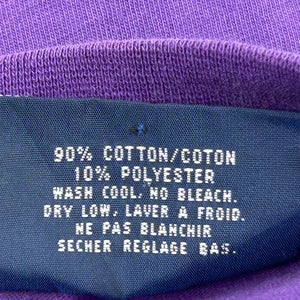 90% COTTON/COTON
10% POLYESTER
WASH COOL. NO BLEACH.
DRY LOW, LAVER A FROID.
NE PAS BLANCHIR
SECHER REGLAGE BAS.